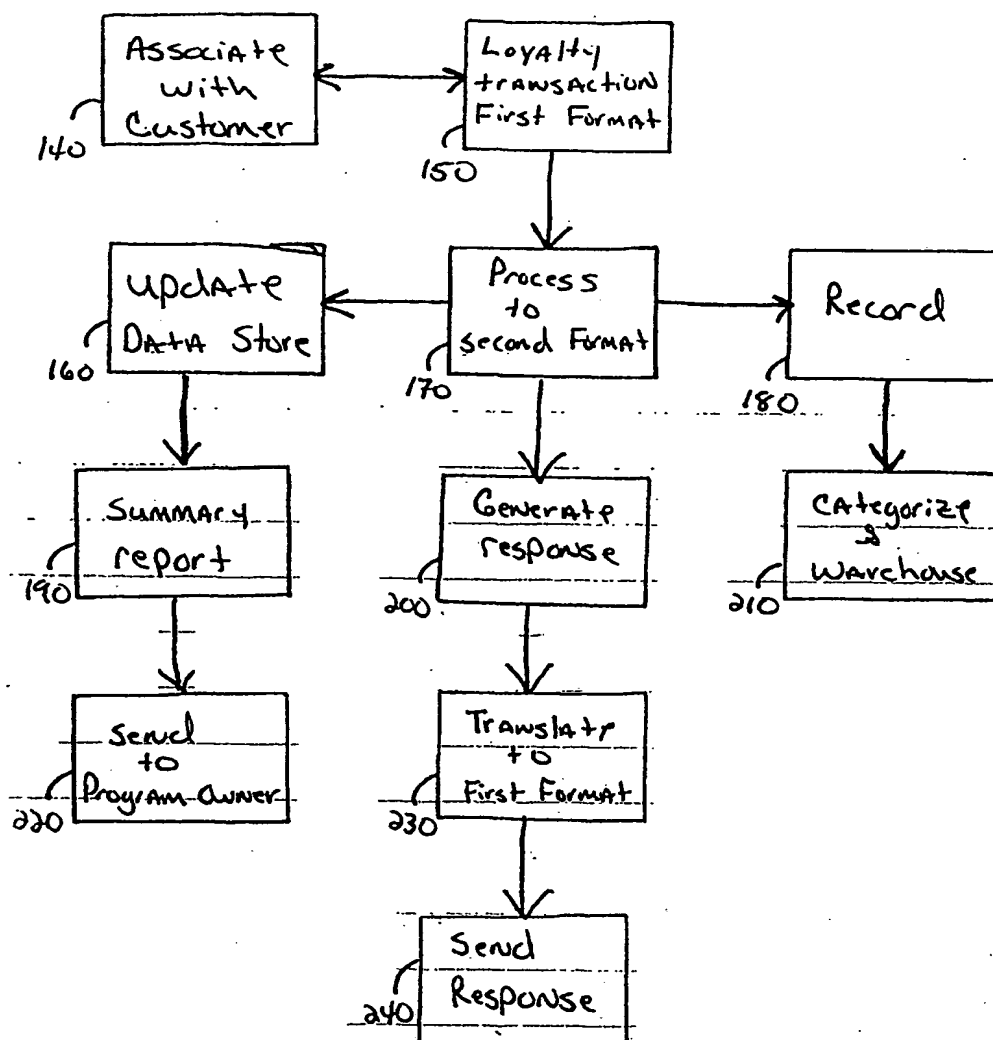 Associate
with
Customer
140
Loyalty
transaction
First Format
150
update
Data Store
160
Process
to
second Format
170
Record
180
Summary
report
190
Generate
response
200
Categorize
&
Warehouse
210
Send
to
Program Owner
220
Translate
to
First Format
230
Send
Response
240